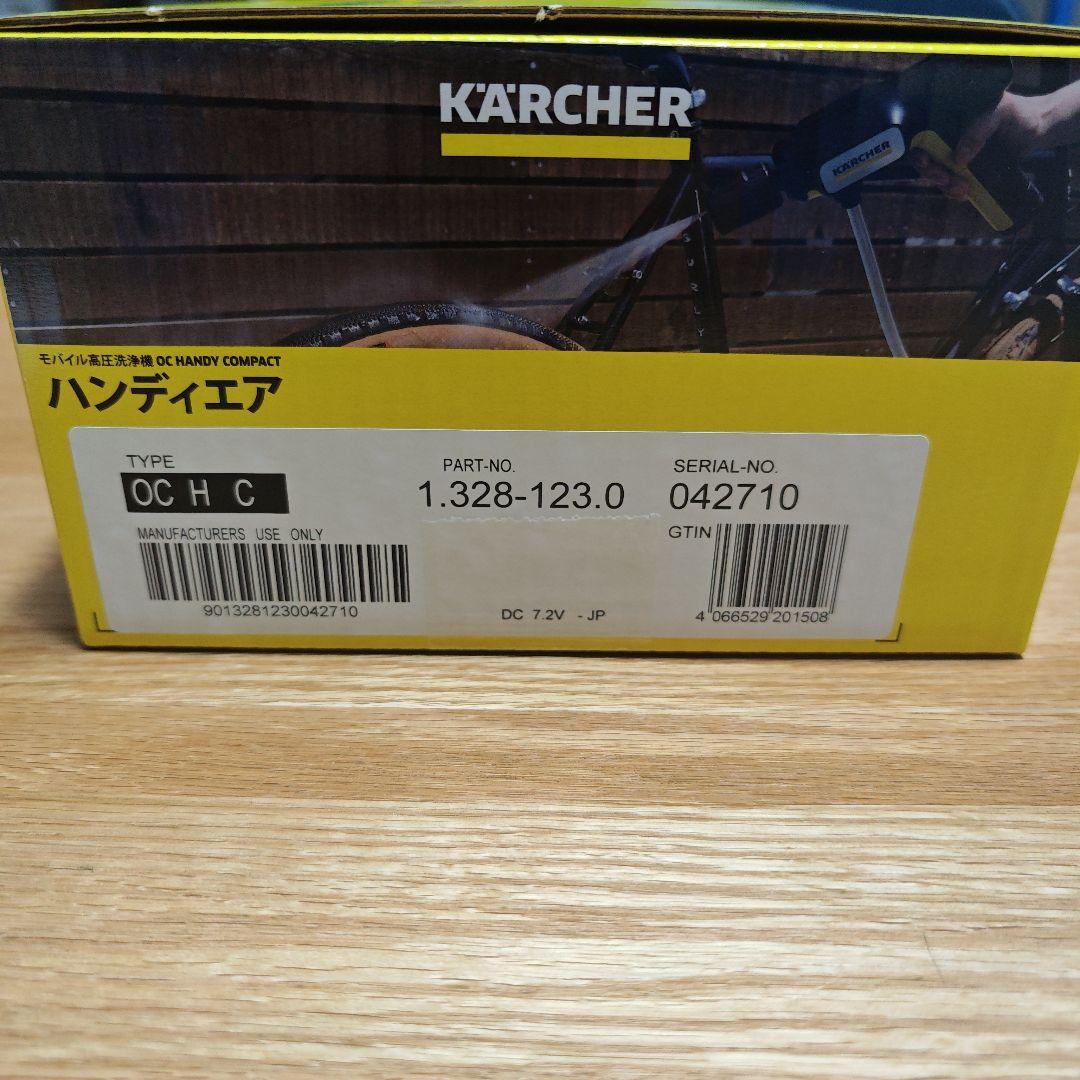 KÄRCHER
KÄRCHER
SURLY
モバイル高圧洗浄機 OC HANDY COMPACT
ハンディエア
TYPE
PART-NO.
SERIAL-NO.
OC H C
1.328-123.0
042710
MANUFACTURERS USE ONLY
GTIN
9013281230042710
DC 7.2V - JP
4 066529 201508